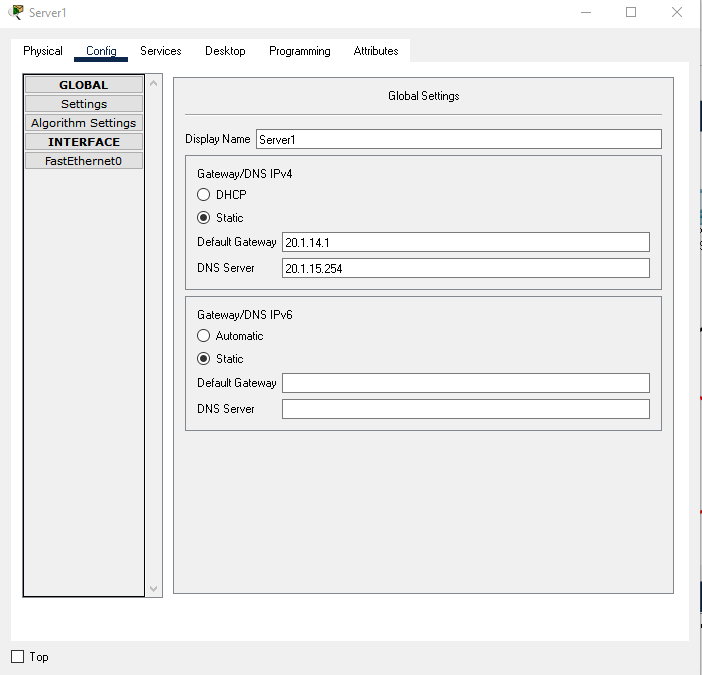 Server1
Physical Config Services Desktop Programming Attributes
GLOBAL
Settings
Algorithm Settings
INTERFACE
FastEthernet0
Global Settings
Display Name Server1
Gateway/DNS IPv4
DHCP
Static
Default Gateway 20.1.14.1
DNS Server 20.1.15.254
Gateway/DNS IPv6
Automatic
Static
Default Gateway
DNS Server
Top